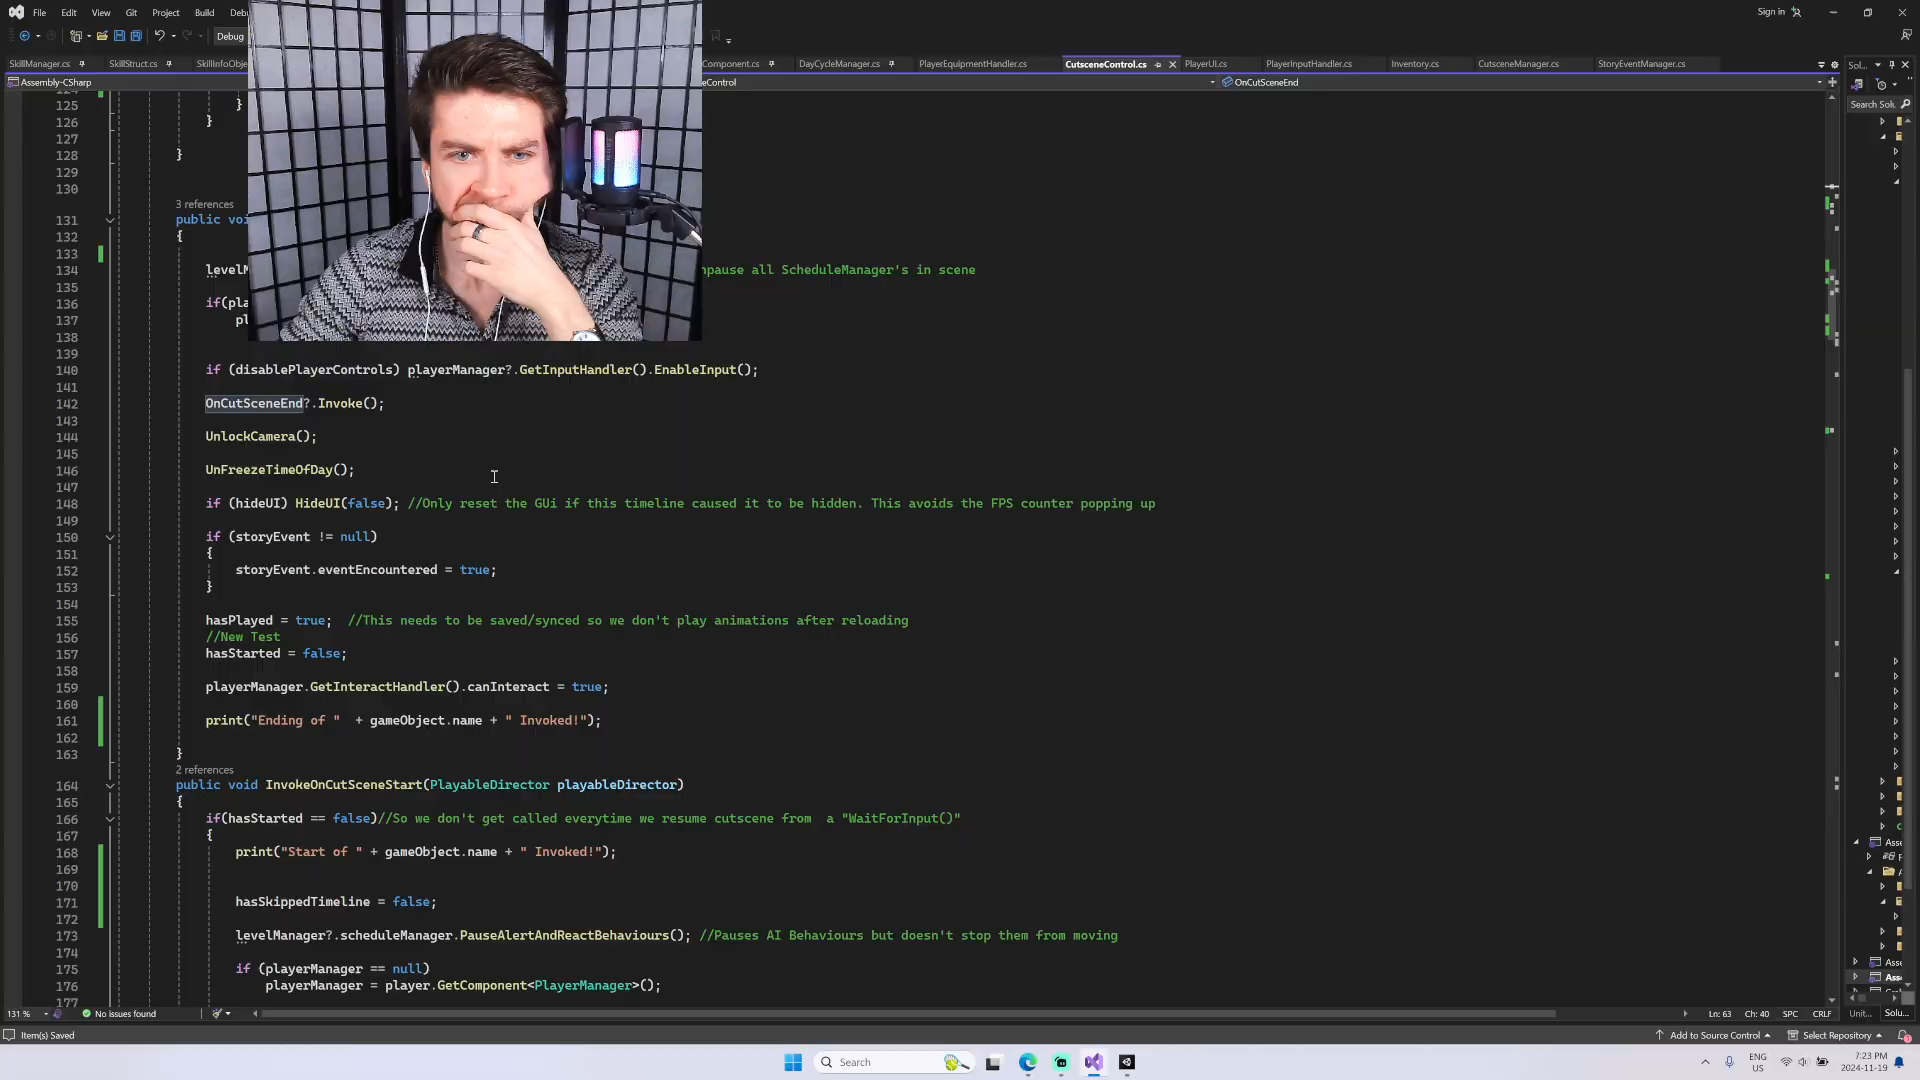 File Edit View Git Project Build Deb Sign in
Debug
SkillManager.cs SkillStruct.cs SkillInfoObje Component.cs DayCycleManager.cs PlayerEquipmentHandler.cs CutsceneControl.cs PlayerUI.cs PlayerInputHandler.cs Inventory.cs CutsceneManager.cs StoryEventManager.cs Sol...
Assembly-CSharp eControl OnCutSceneEnd
Search Solu
125 }
126 }
127
128 }
129
130
3 references
131 public voi
132 {
133
134 levelM npause all ScheduleManager's in scene
135
136 if(pla
137 pl
138
139
140 if (disablePlayerControls) playerManager?.GetInputHandler().EnableInput();
141
142 OnCutSceneEnd?.Invoke();
143
144 UnlockCamera();
145
146 UnFreezeTimeOfDay();
147
148 if (hideUI) HideUI(false); //Only reset the GUi if this timeline caused it to be hidden. This avoids the FPS counter popping up
149
150 if (storyEvent != null)
151 {
152 storyEvent.eventEncountered = true;
153 }
154
155 hasPlayed = true; //This needs to be saved/synced so we don't play animations after reloading
156 //New Test
157 hasStarted = false;
158
159 playerManager.GetInteractHandler().canInteract = true;
160
161 print("Ending of " + gameObject.name + " Invoked!");
162
163 }
2 references
164 public void InvokeOnCutSceneStart(PlayableDirector playableDirector)
165 {
166 if(hasStarted == false)//So we don't get called everytime we resume cutscene from a "WaitForInput()"
167 {
168 print("Start of " + gameObject.name + " Invoked!");
169
170
171 hasSkippedTimeline = false;
172
173 levelManager?.scheduleManager.PauseAlertAndReactBehaviours(); //Pauses AI Behaviours but doesn't stop them from moving
174
175 if (playerManager == null)
176 playerManager = player.GetComponent<PlayerManager>();
177
Asse
Ass
Ass
131 % No issues found Ln: 63 Ch: 40 SPC CRLF Unit... Solu...
Item(s) Saved Add to Source Control Select Repository
Search ENG US 7:23 PM 2024-11-19